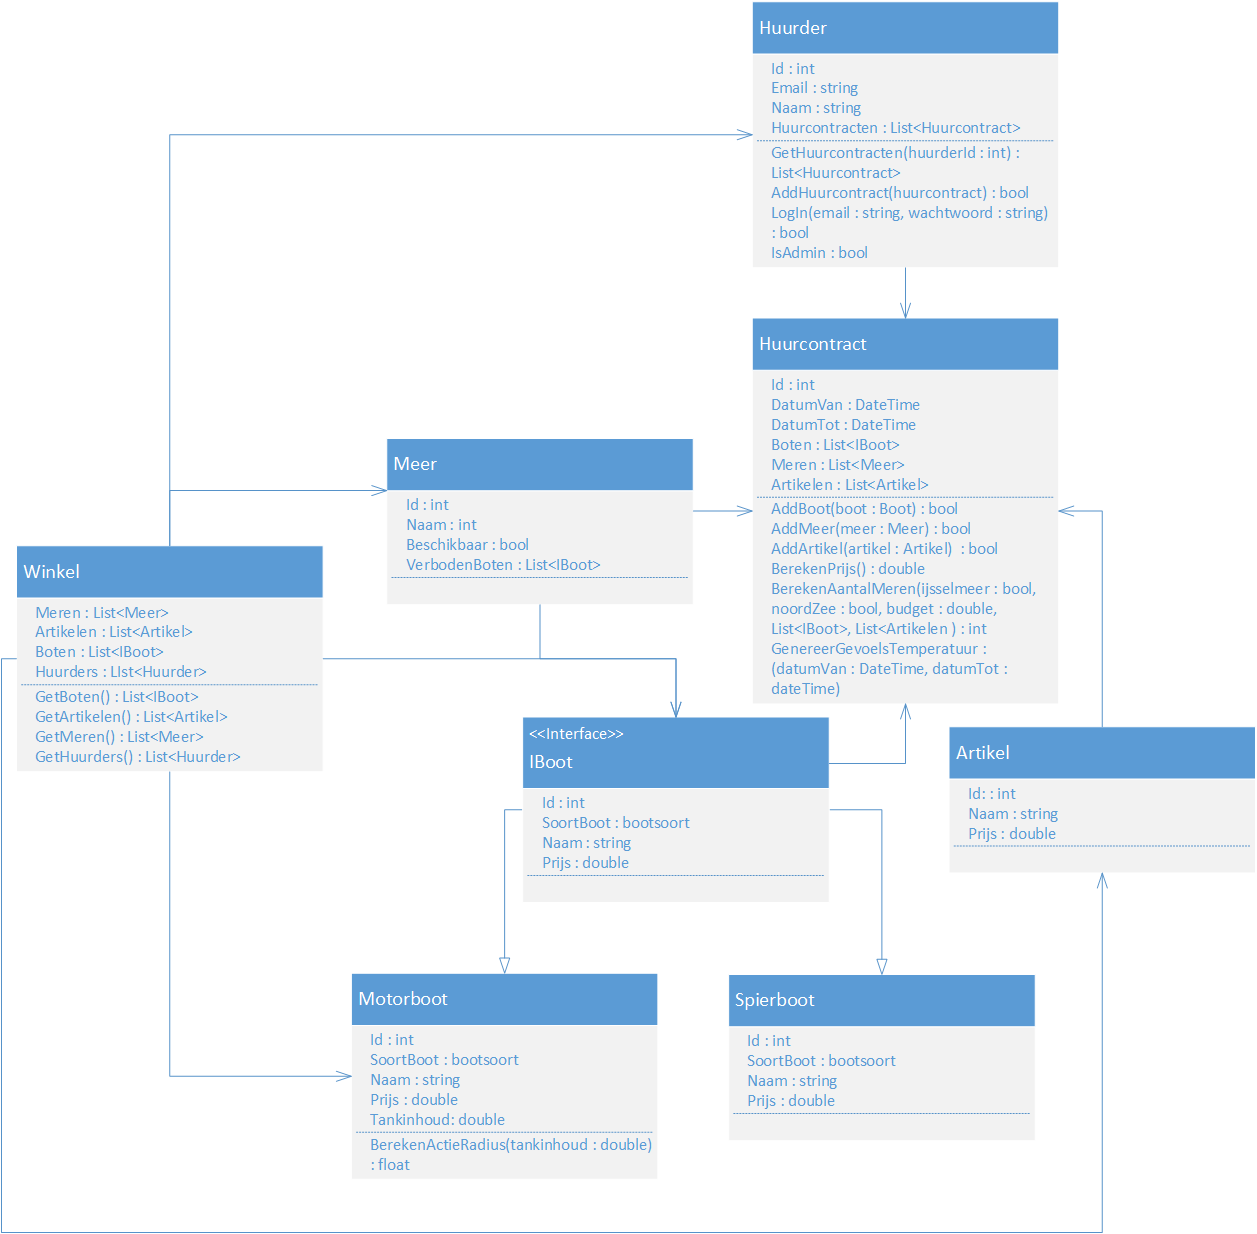 Huurder
Id : int
Email : string
Naam : string
Huurcontracten : List<Huurcontract>
GetHuurcontracten(huurderId : int) :
List<Huurcontract>
AddHuurcontract(huurcontract) : bool
LogIn(email : string, wachtwoord : string)
: bool
IsAdmin : bool
Huurcontract
Id : int
DatumVan : DateTime
DatumTot : DateTime
Boten : List<IBoot>
Meren : List<Meer>
Artikelen : List<Artikel>
AddBoot(boot : Boot) : bool
AddMeer(meer : Meer) : bool
AddArtikel(artikel : Artikel)  : bool
BerekenPrijs() : double
BerekenAantalMeren(ijsselmeer : bool,
noordZee : bool, budget : double,
List<IBoot>, List<Artikelen ) : int
GenereerGevoelsTemperatuur :
(datumVan : DateTime, datumTot :
dateTime)
Meer
Id : int
Naam : int
Beschikbaar : bool
VerbodenBoten : List<IBoot>
Winkel
Meren : List<Meer>
Artikelen : List<Artikel>
Boten : List<IBoot>
Huurders : LIst<Huurder>
GetBoten() : List<IBoot>
GetArtikelen() : List<Artikel>
GetMeren() : List<Meer>
GetHuurders() : List<Huurder>
<<Interface>>
IBoot
Id : int
SoortBoot : bootsoort
Naam : string
Prijs : double
Artikel
Id: : int
Naam : string
Prijs : double
Motorboot
Id : int
SoortBoot : bootsoort
Naam : string
Prijs : double
Tankinhoud: double
BerekenActieRadius(tankinhoud : double)
: float
Spierboot
Id : int
SoortBoot : bootsoort
Naam : string
Prijs : double